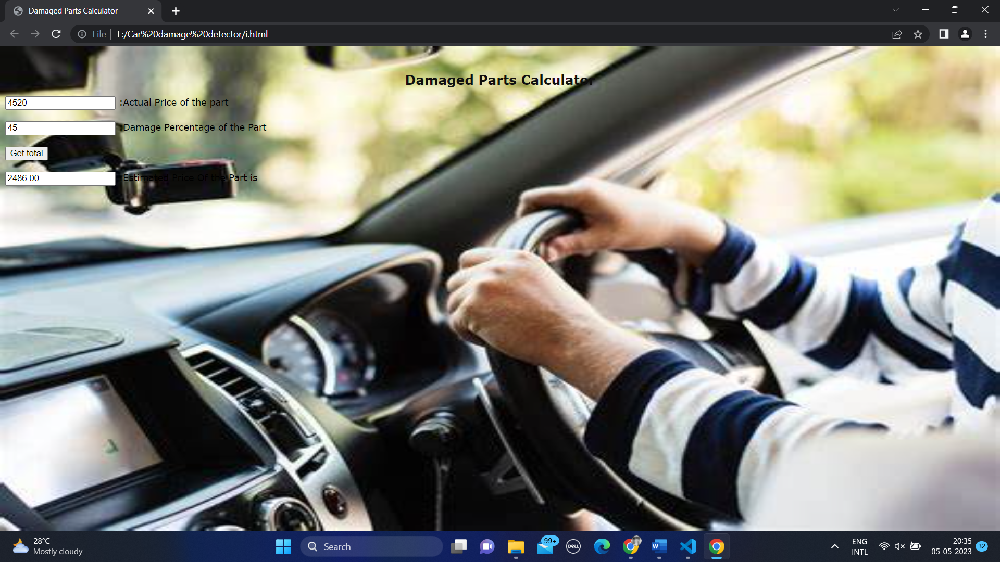 Damaged Parts Calculator
File
E:/Car%20damage%20detector/i.html
Damaged Parts Calculator
4520 :Actual Price of the part
45 :Damage Percentage of the Part
Get total
2486.00 :Estimated Price Of the Part is
28°C
Mostly cloudy
Search
99+
DELL
W
ENG
INTL
20:35
05-05-2023
32